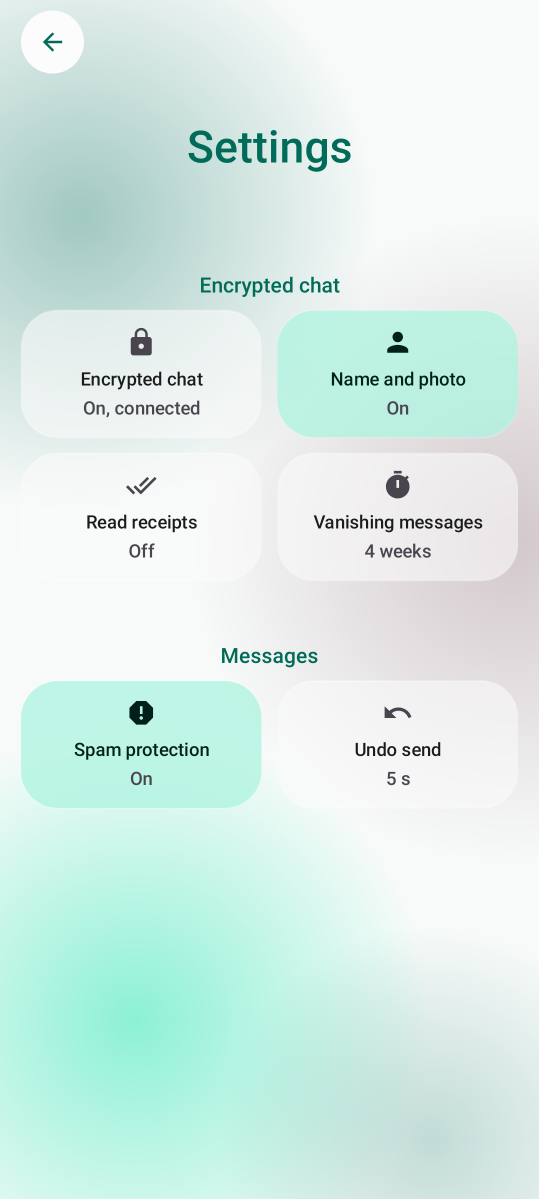 Settings
Encrypted chat
Encrypted chat
On, connected
Name and photo
On
Read receipts
Off
Vanishing messages
4 weeks
Messages
Spam protection
On
Undo send
5 s